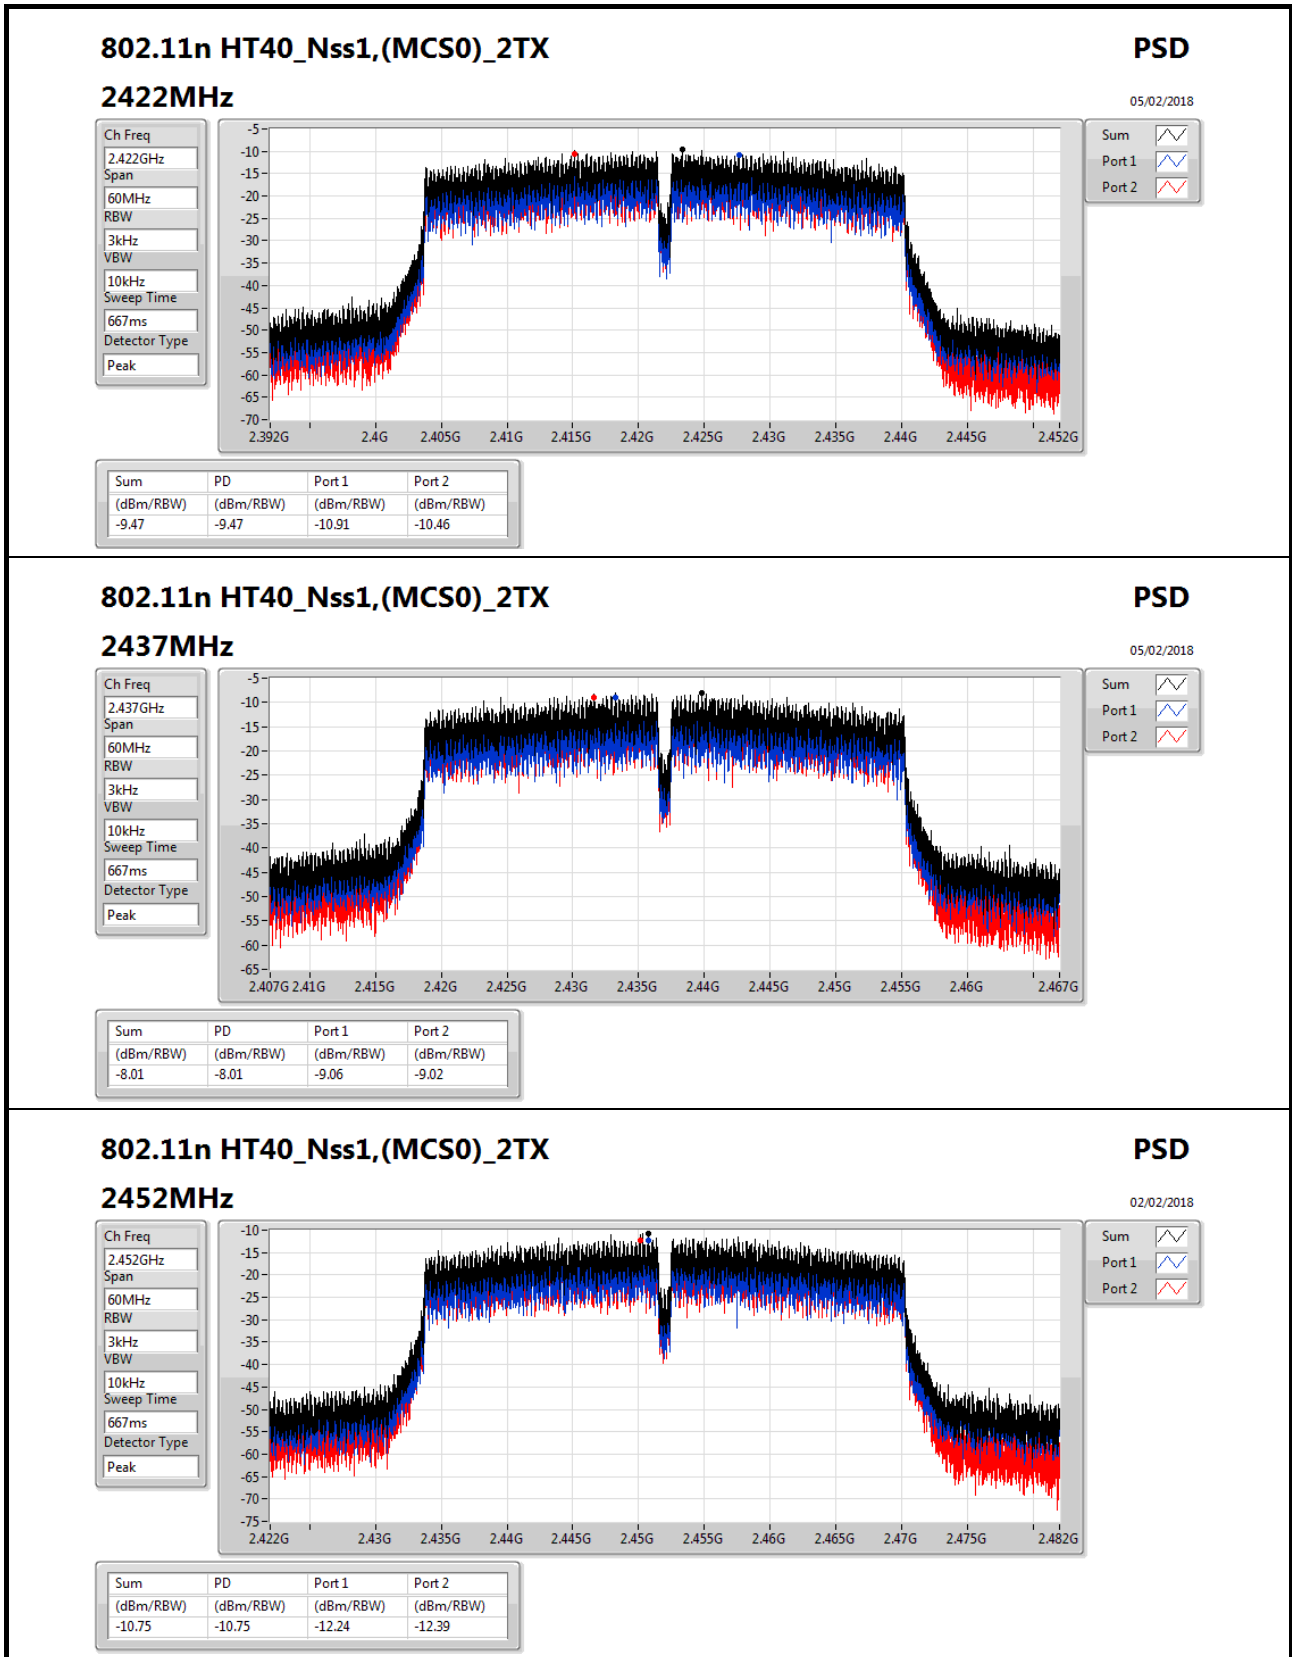 802.11n HT40_Nss1,(MCS0)_2TX PSD
2422MHz 05/02/2018
Ch Freq
2.422GHz
Span
60MHz
RBW
3kHz
VBW
10kHz
Sweep Time
667ms
Detector Type
Peak
-5
-10
-15
-20
-25
-30
-35
-40
-45
-50
-55
-60
-65
-70
2.392G 2.4G 2.405G 2.41G 2.415G 2.42G 2.425G 2.43G 2.435G 2.44G 2.445G 2.452G
Sum
Port 1
Port 2
Sum PD Port 1 Port 2
(dBm/RBW) (dBm/RBW) (dBm/RBW) (dBm/RBW)
-9.47 -9.47 -10.91 -10.46
802.11n HT40_Nss1,(MCS0)_2TX PSD
2437MHz 05/02/2018
Ch Freq
2.437GHz
Span
60MHz
RBW
3kHz
VBW
10kHz
Sweep Time
667ms
Detector Type
Peak
-5
-10
-15
-20
-25
-30
-35
-40
-45
-50
-55
-60
-65
2.407G 2.41G 2.415G 2.42G 2.425G 2.43G 2.435G 2.44G 2.445G 2.45G 2.455G 2.46G 2.467G
Sum
Port 1
Port 2
Sum PD Port 1 Port 2
(dBm/RBW) (dBm/RBW) (dBm/RBW) (dBm/RBW)
-8.01 -8.01 -9.06 -9.02
802.11n HT40_Nss1,(MCS0)_2TX PSD
2452MHz 02/02/2018
Ch Freq
2.452GHz
Span
60MHz
RBW
3kHz
VBW
10kHz
Sweep Time
667ms
Detector Type
Peak
-10
-15
-20
-25
-30
-35
-40
-45
-50
-55
-60
-65
-70
-75
2.422G 2.43G 2.435G 2.44G 2.445G 2.45G 2.455G 2.46G 2.465G 2.47G 2.475G 2.482G
Sum
Port 1
Port 2
Sum PD Port 1 Port 2
(dBm/RBW) (dBm/RBW) (dBm/RBW) (dBm/RBW)
-10.75 -10.75 -12.24 -12.39